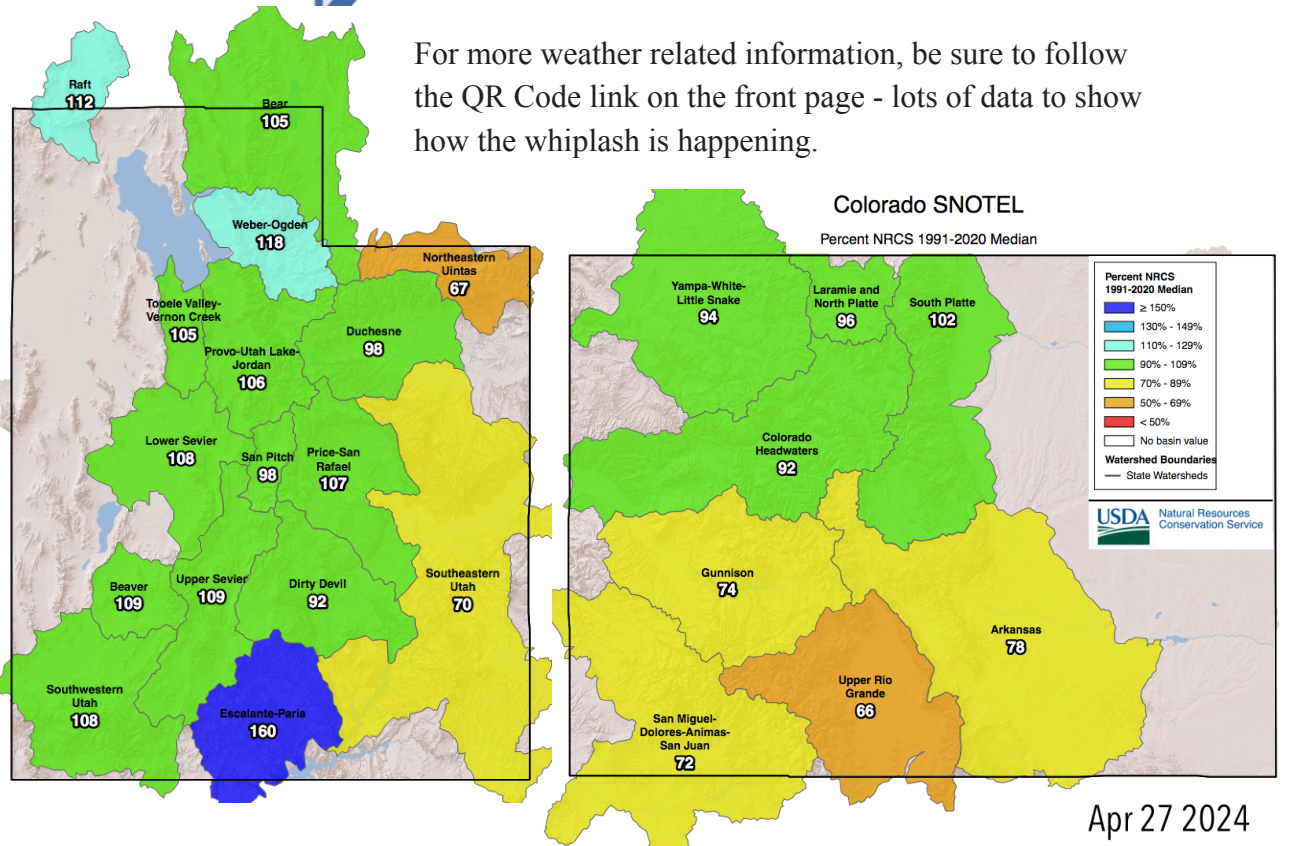 For more weather related information, be sure to follow
the QR Code link on the front page - lots of data to show
how the whiplash is happening.
Raft
112
Bear
105
Weber-Ogden
118
Northeastern
Uintas
67
Tooele Valley-
Vernon Creek
105
Provo-Utah Lake-
Jordan
106
Duchesne
98
Lower Sevier
108
San Pitch
98
Price-San
Rafael
107
Beaver
109
Upper Sevier
109
Dirty Devil
92
Southeastern
Utah
70
Southwestern
Utah
108
Escalante-Paria
160
Colorado SNOTEL
Percent NRCS 1991-2020 Median
Yampa-White-
Little Snake
94
Laramie and
North Platte
96
South Platte
102
Colorado
Headwaters
92
Gunnison
74
Arkansas
78
Upper Rio
Grande
66
San Miguel-
Dolores-Animas-
San Juan
72
Percent NRCS
1991-2020 Median
≥ 150%
130% - 149%
110% - 129%
90% - 109%
70% - 89%
50% - 69%
< 50%
No basin value
Watershed Boundaries
State Watersheds
USDA
Natural Resources
Conservation Service
Apr 27 2024